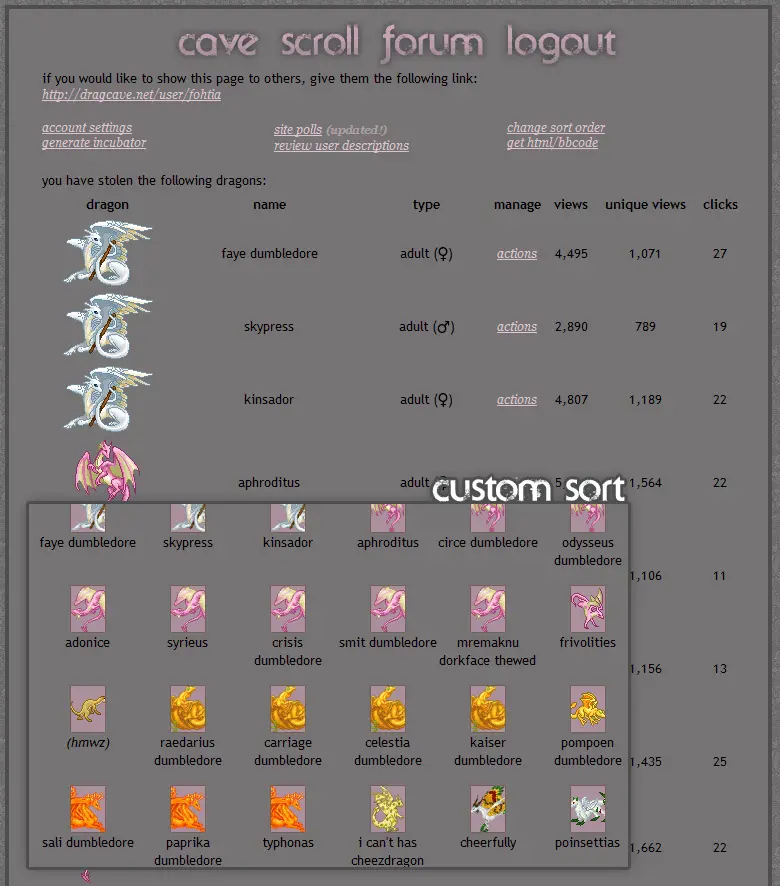 cave scroll forum logout
if you would like to show this page to others, give them the following link:
http://dragcave.net/user/fohtia
account settings site polls (updated!) change sort order
generate incubator review user descriptions get html/bbcode
you have stolen the following dragons:
dragon name type manage views unique views clicks
faye dumbledore adult (♀) actions 4,495 1,071 27
skypress adult (♂) actions 2,890 789 19
kinsador adult (♀) actions 4,807 1,189 22
aphroditus adult 5 1,564 22
custom sort
faye dumbledore skypress kinsador aphroditus circe dumbledore odysseus
dumbledore
1,106 11
adonice syrieus crisis smit dumbledore mremaknu frivolities
dumbledore dorkface thewed
1,156 13
(hmwz) raedarius carriage celestia kaiser pompoen
dumbledore dumbledore dumbledore dumbledore dumbledore 1,435 25
sali dumbledore paprika typhonas i can't has cheerfully poinsettias 1,662 22
dumbledore cheezdragon